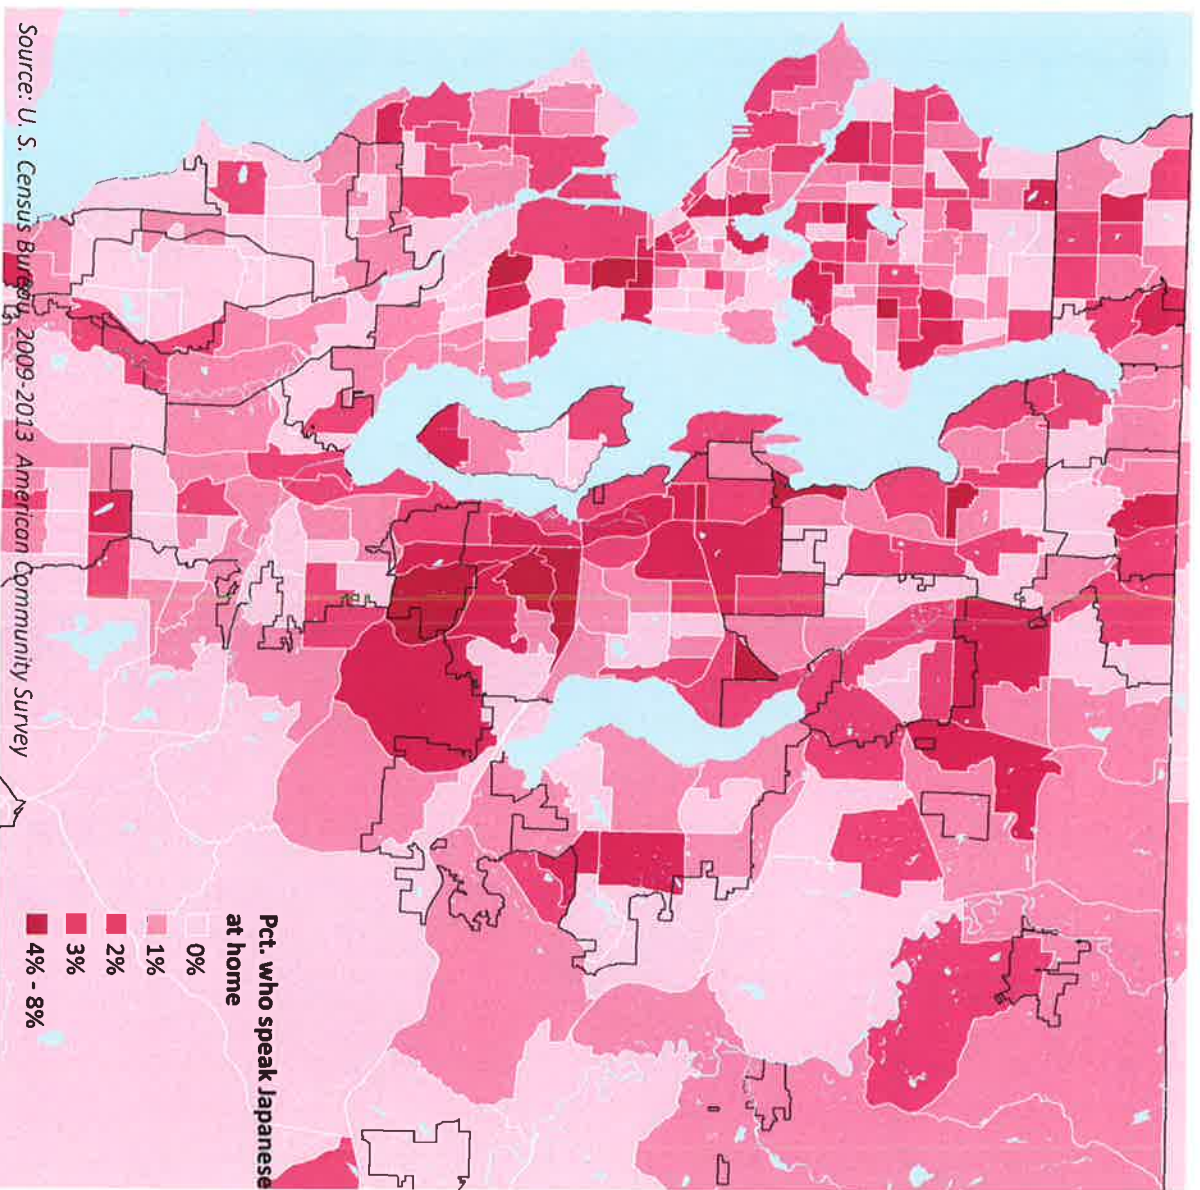 Pct. who speak Japanese
at home
0%
1%
2%
3%
4% - 8%
Source: U. S. Census Bureau, 2009-2013 American Community Survey